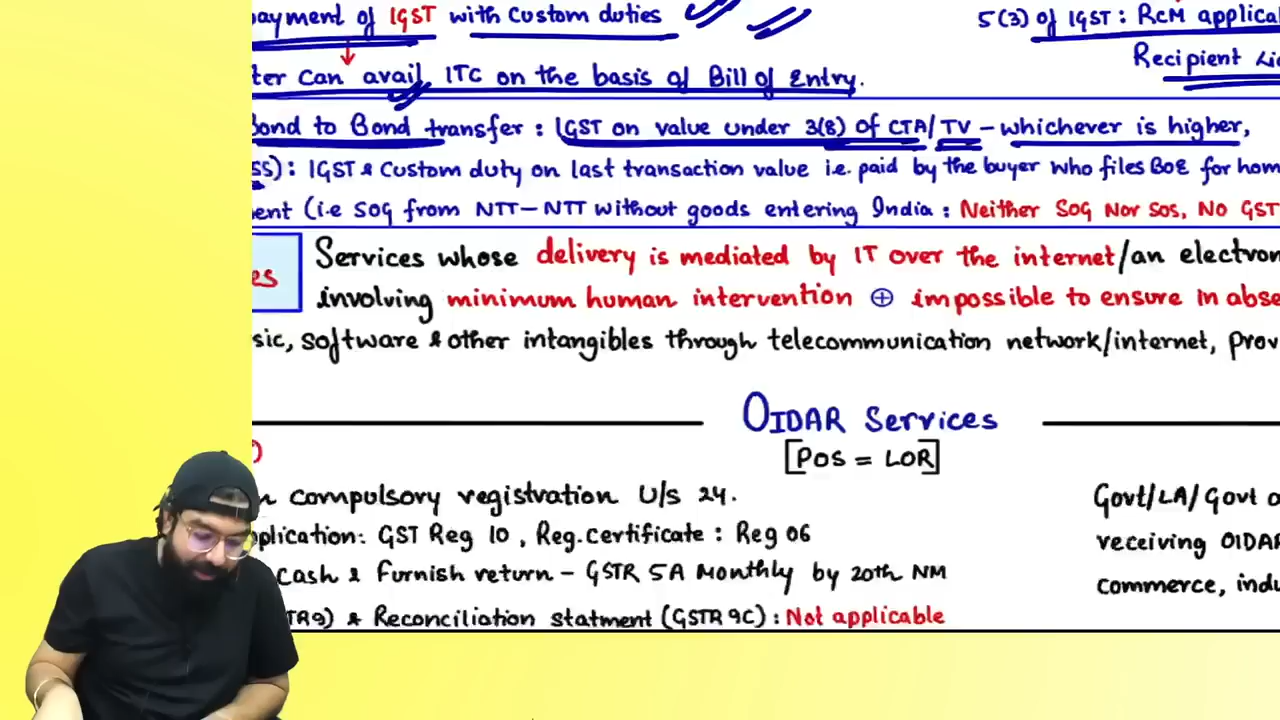 payment of IGST with Custom duties
5(3) of IGST: RCM applica
Recipient Lia
ter can avail ITC on the basis of Bill of Entry.
Bond to Bond transfer: IGST on value under 3(8) of CTA/TV - whichever is higher,
SS): IGST & Custom duty on last transaction value i.e. paid by the buyer who files BOE for hom
ment (i.e SOG from NTT-NTT without goods entering India: Neither SOG Nor SOS, NO GST
es
Services whose delivery is mediated by IT over the internet/an electron
involving minimum human intervention ⊕ impossible to ensure in abse
sic, software & other intangibles through telecommunication network/internet, prov
OIDAR Services
[POS = LOR]
n compulsory registration U/s 24.
plication: GST Reg 10, Reg.certificate: Reg 06
cash & Furnish return - GSTR 5A Monthly by 20th NM
TR9) & Reconciliation statment (GSTR 9C): Not applicable
Govt/LA/Govt a
receiving OIDAR
commerce, indu